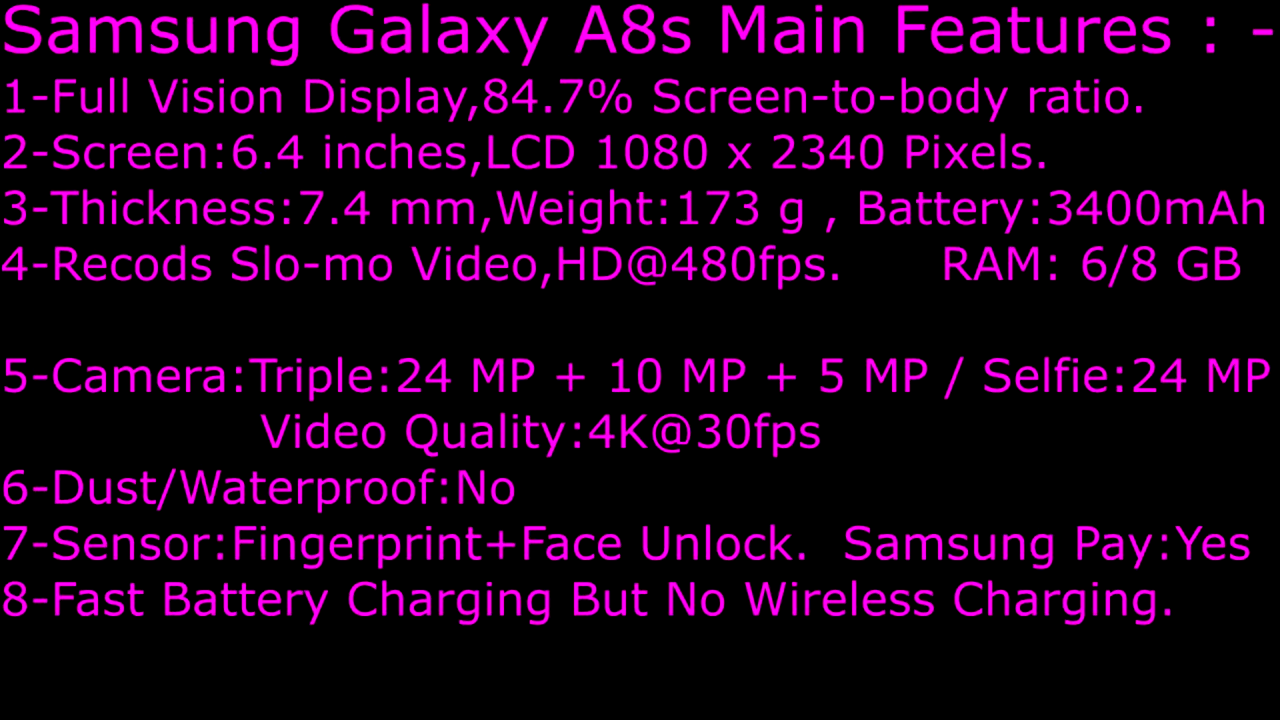 Samsung Galaxy A8s Main Features : -
1-Full Vision Display,84.7% Screen-to-body ratio.
2-Screen:6.4 inches,LCD 1080 x 2340 Pixels.
3-Thickness:7.4 mm,Weight:173 g , Battery:3400mAh
4-Recods Slo-mo Video,HD@480fps. RAM: 6/8 GB
5-Camera:Triple:24 MP + 10 MP + 5 MP / Selfie:24 MP
Video Quality:4K@30fps
6-Dust/Waterproof:No
7-Sensor:Fingerprint+Face Unlock. Samsung Pay:Yes
8-Fast Battery Charging But No Wireless Charging.